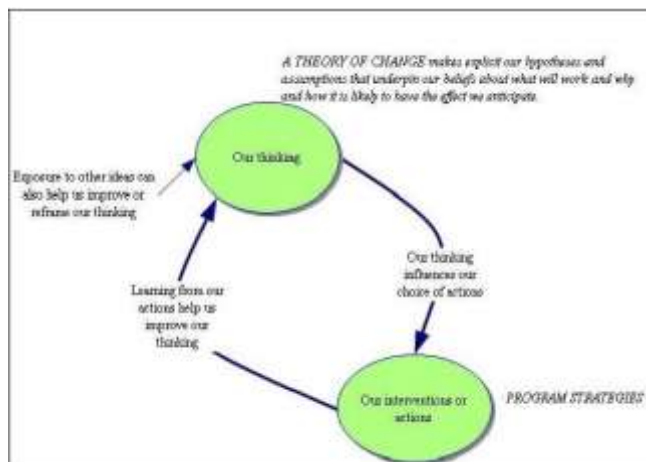 A THEORY OF CHANGE makes explicit our hypotheses and
assumptions that underpin our beliefs about what will work and why
and how it is likely to have the effect we anticipate.
Our thinking
Exposure to other ideas can
also help us improve or
reframe our thinking
Our thinking
influences our
choice of actions
Learning from our
actions help us
improve our
thinking
Our interventions or
actions
PROGRAM STRATEGIES